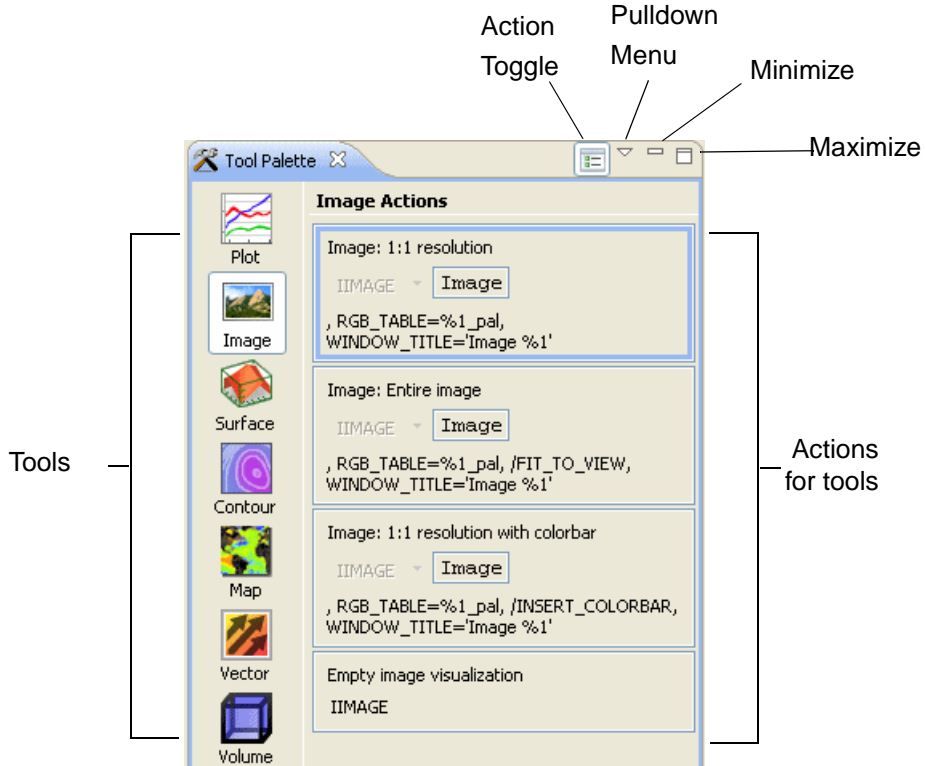 Action
Toggle
Pulldown
Menu
Minimize
Maximize
Tool Palette
Plot
Image
Surface
Contour
Map
Vector
Volume
Image Actions
Image: 1:1 resolution
IIMAGE
Image
, RGB_TABLE=%1_pal,
WINDOW_TITLE='Image %1'
Image: Entire image
IIMAGE
Image
, RGB_TABLE=%1_pal, /FIT_TO_VIEW,
WINDOW_TITLE='Image %1'
Image: 1:1 resolution with colorbar
IIMAGE
Image
, RGB_TABLE=%1_pal, /INSERT_COLORBAR,
WINDOW_TITLE='Image %1'
Empty image visualization
IIMAGE
Tools
Actions
for tools